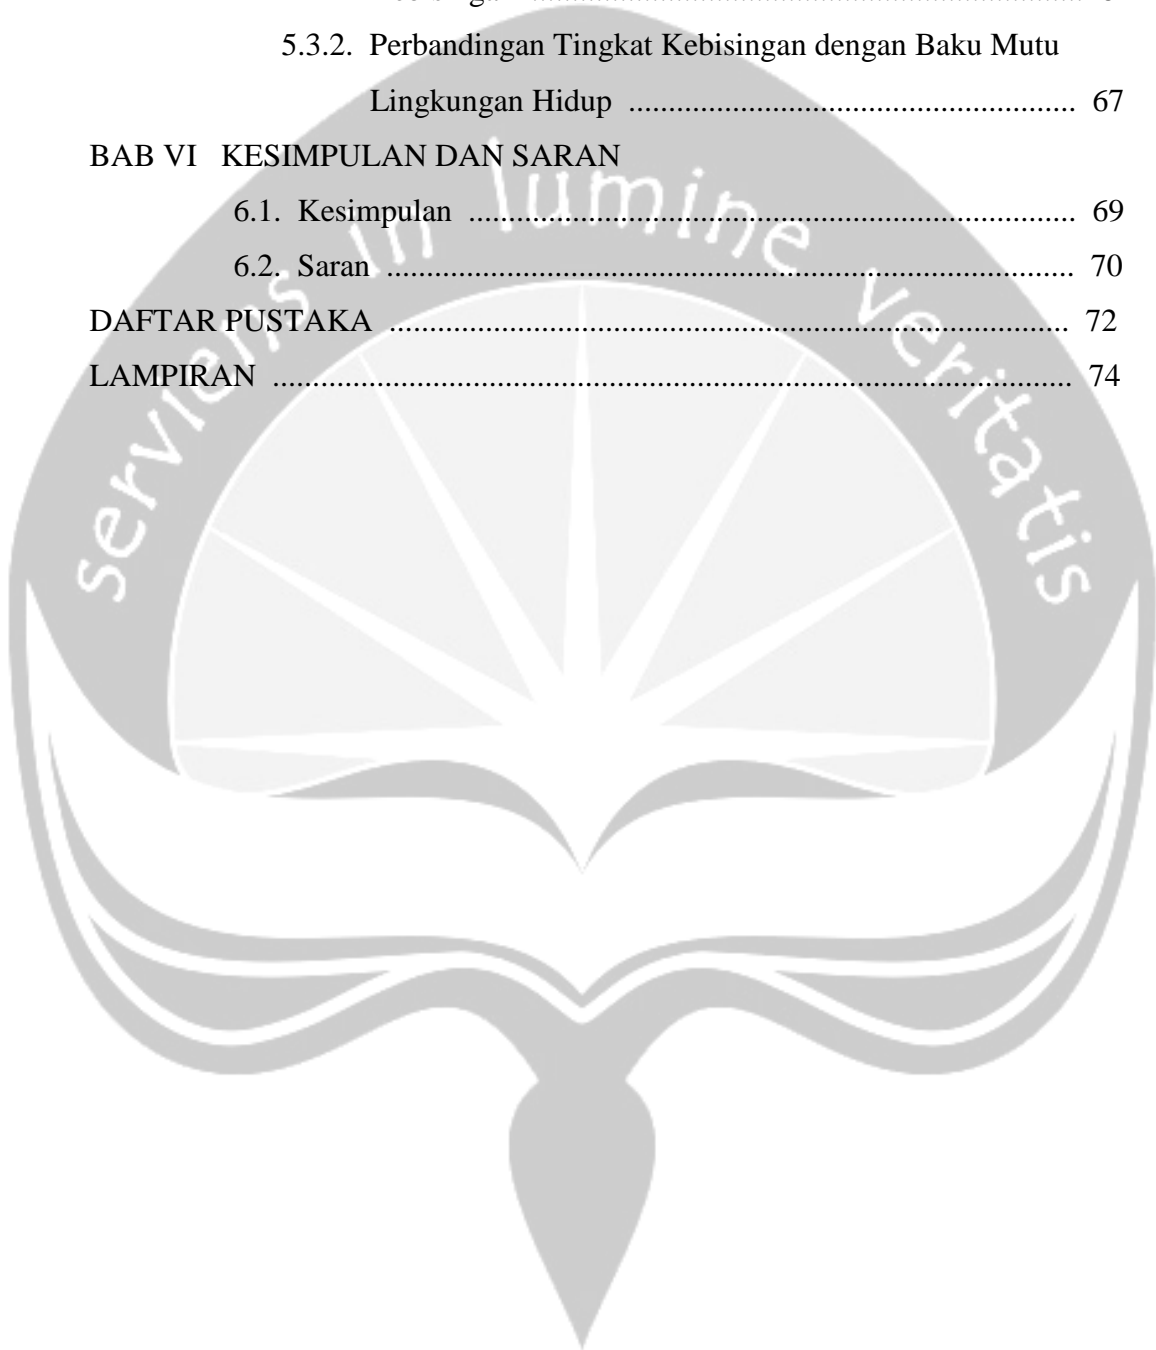 5.3.2. Perbandingan Tingkat Kebisingan dengan Baku Mutu
Lingkungan Hidup ........................................................ 67
BAB VI KESIMPULAN DAN SARAN
6.1. Kesimpulan ............................................................................ 69
6.2. Saran ...................................................................................... 70
DAFTAR PUSTAKA ..................................................................................... 72
LAMPIRAN .................................................................................................... 74
serviens in lumine veritatis